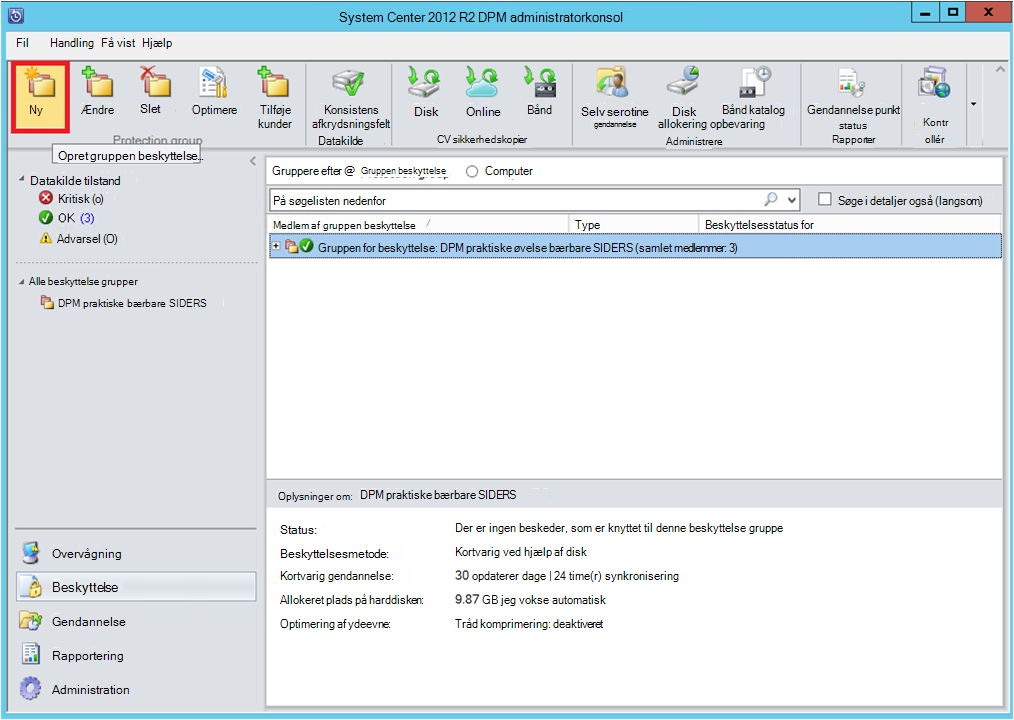 System Center 2012 R2 DPM administratorkonsol
Fil Handling Få vist Hjælp
Ny Ændre Slet Optimere Tilføje kunder
Protection group
Konsistens afkrydsningsfelt
Datakilde
Disk Online Bånd
CV sikkerhedskopier
Selv serotine gendannelse
Disk allokering
Bånd katalog opbevaring
Administrere
Gendannelse punkt status
Rapporter
Kontr ollér
Opret gruppen beskyttelse..
Datakilde tilstand
Kritisk (o)
OK (3)
Advarsel (O)
Alle beskyttelse grupper
DPM praktiske bærbare SIDERS
Overvågning
Beskyttelse
Gendannelse
Rapportering
Administration
Gruppere efter @ Gruppen beskyttelse Computer
På søgelisten nedenfor Søge i detaljer også (langsom)
Medlem af gruppen beskyttelse / Type Beskyttelsesstatus for
Gruppen for beskyttelse: DPM praktiske øvelse bærbare SIDERS (samlet medlemmer: 3)
Oplysninger om: DPM praktiske bærbare SIDERS
Status: Der er ingen beskeder, som er knyttet til denne beskyttelse gruppe
Beskyttelsesmetode: Kortvarig ved hjælp af disk
Kortvarig gendannelse: 30 opdaterer dage | 24 time(r) synkronisering
Allokeret plads på harddisken: 9.87 GB jeg vokse automatisk
Optimering af ydeevne: Tråd komprimering: deaktiveret